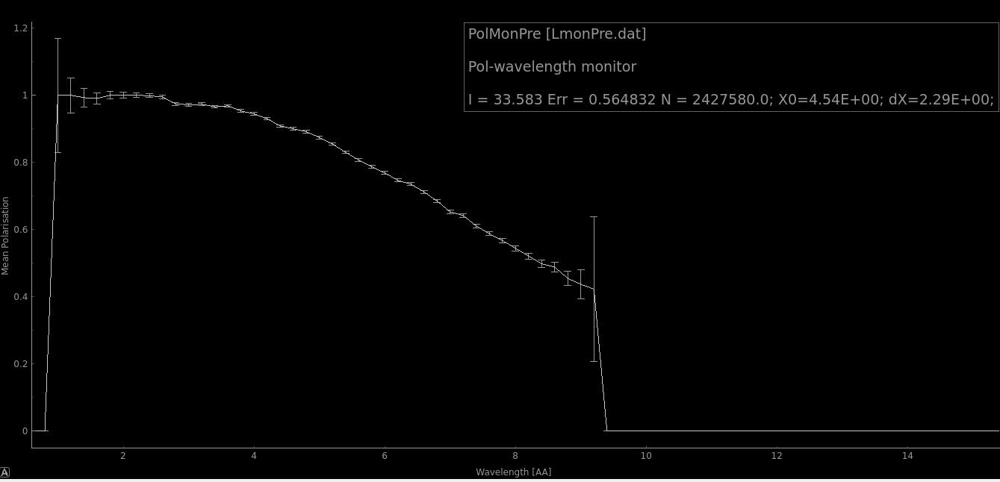 PolMonPre [LmonPre.dat]
Pol-wavelength monitor
I = 33.583 Err = 0.564832 N = 2427580.0; X0=4.54E+00; dX=2.29E+00;
1.2
1
0.8
0.6
0.4
0.2
0
Mean Polarisation
2 4 6 8 10 12 14
Wavelength [AA]
A